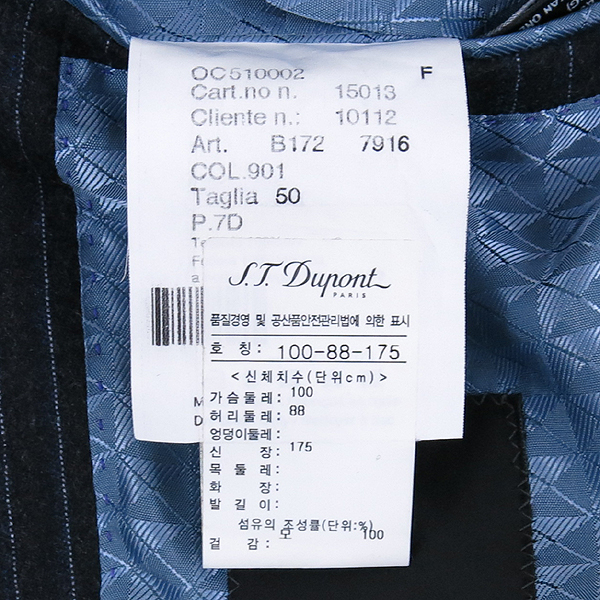 OC510002 F
Cart.no n. 15013
Cliente n.: 10112
Art. B172 7916
COL.901
Taglia 50
P.7D
S.T. Dupont
PARIS
품질경영 및 공산품안전관리법에 의한 표시
호 칭 : 100-88-175
<신체치수(단위cm)>
가슴둘레: 100
허리둘레: 88
엉덩이둘레:
신 장: 175
목 둘 레:
화 장:
발 길 이:
섬유의 조성률(단위:%)
겉 감: 모 100